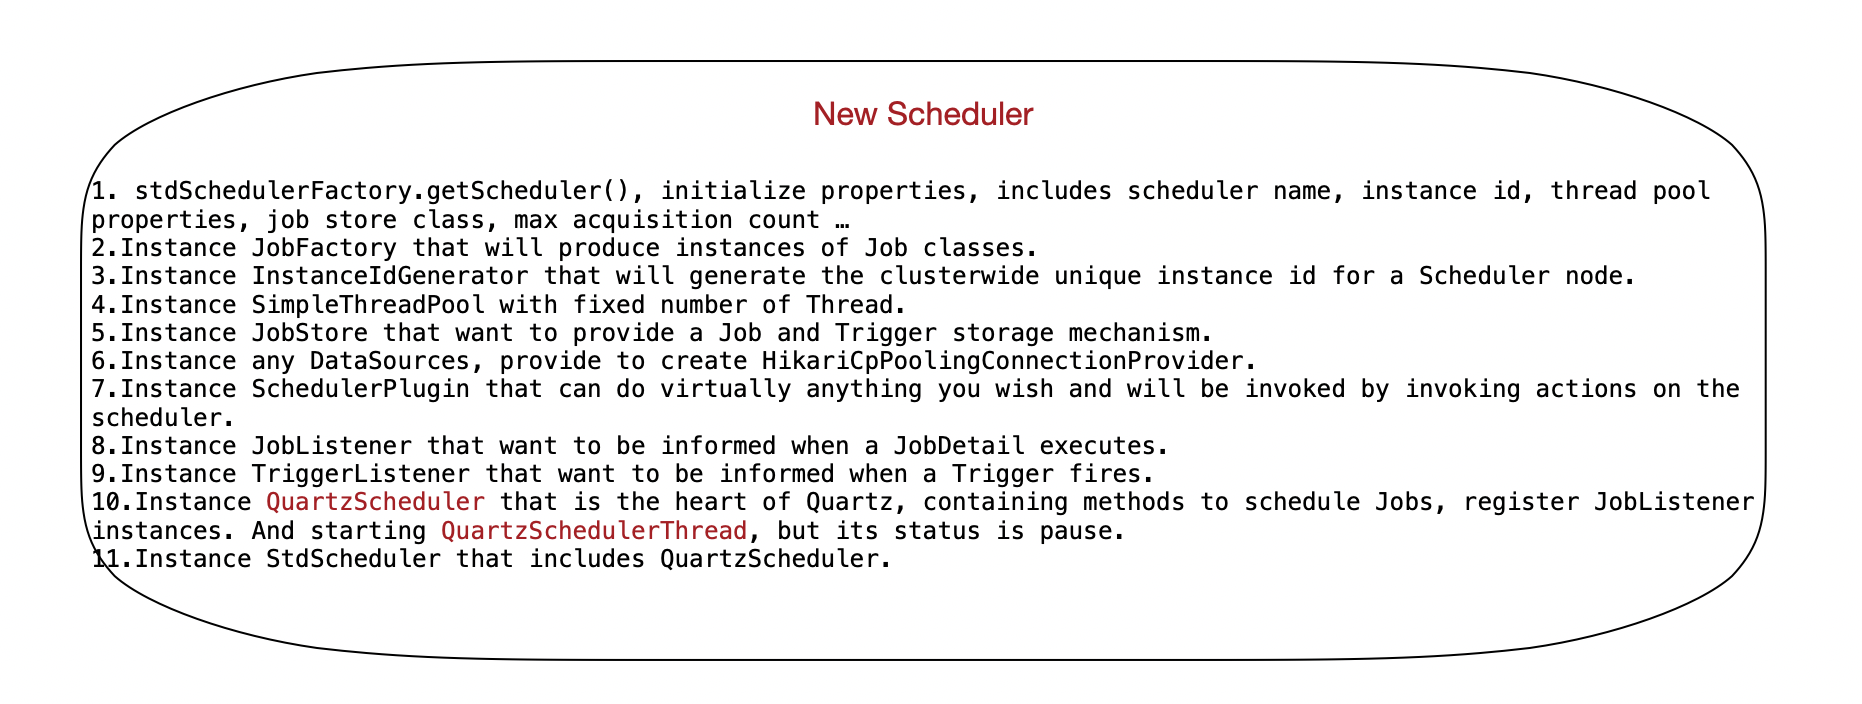 New Scheduler
1. stdSchedulerFactory.getScheduler(), initialize properties, includes scheduler name, instance id, thread pool
properties, job store class, max acquisition count …
2.Instance JobFactory that will produce instances of Job classes.
3.Instance InstanceIdGenerator that will generate the clusterwide unique instance id for a Scheduler node.
4.Instance SimpleThreadPool with fixed number of Thread.
5.Instance JobStore that want to provide a Job and Trigger storage mechanism.
6.Instance any DataSources, provide to create HikariCpPoolingConnectionProvider.
7.Instance SchedulerPlugin that can do virtually anything you wish and will be invoked by invoking actions on the
scheduler.
8.Instance JobListener that want to be informed when a JobDetail executes.
9.Instance TriggerListener that want to be informed when a Trigger fires.
10.Instance QuartzScheduler that is the heart of Quartz, containing methods to schedule Jobs, register JobListener
instances. And starting QuartzSchedulerThread, but its status is pause.
11.Instance StdScheduler that includes QuartzScheduler.